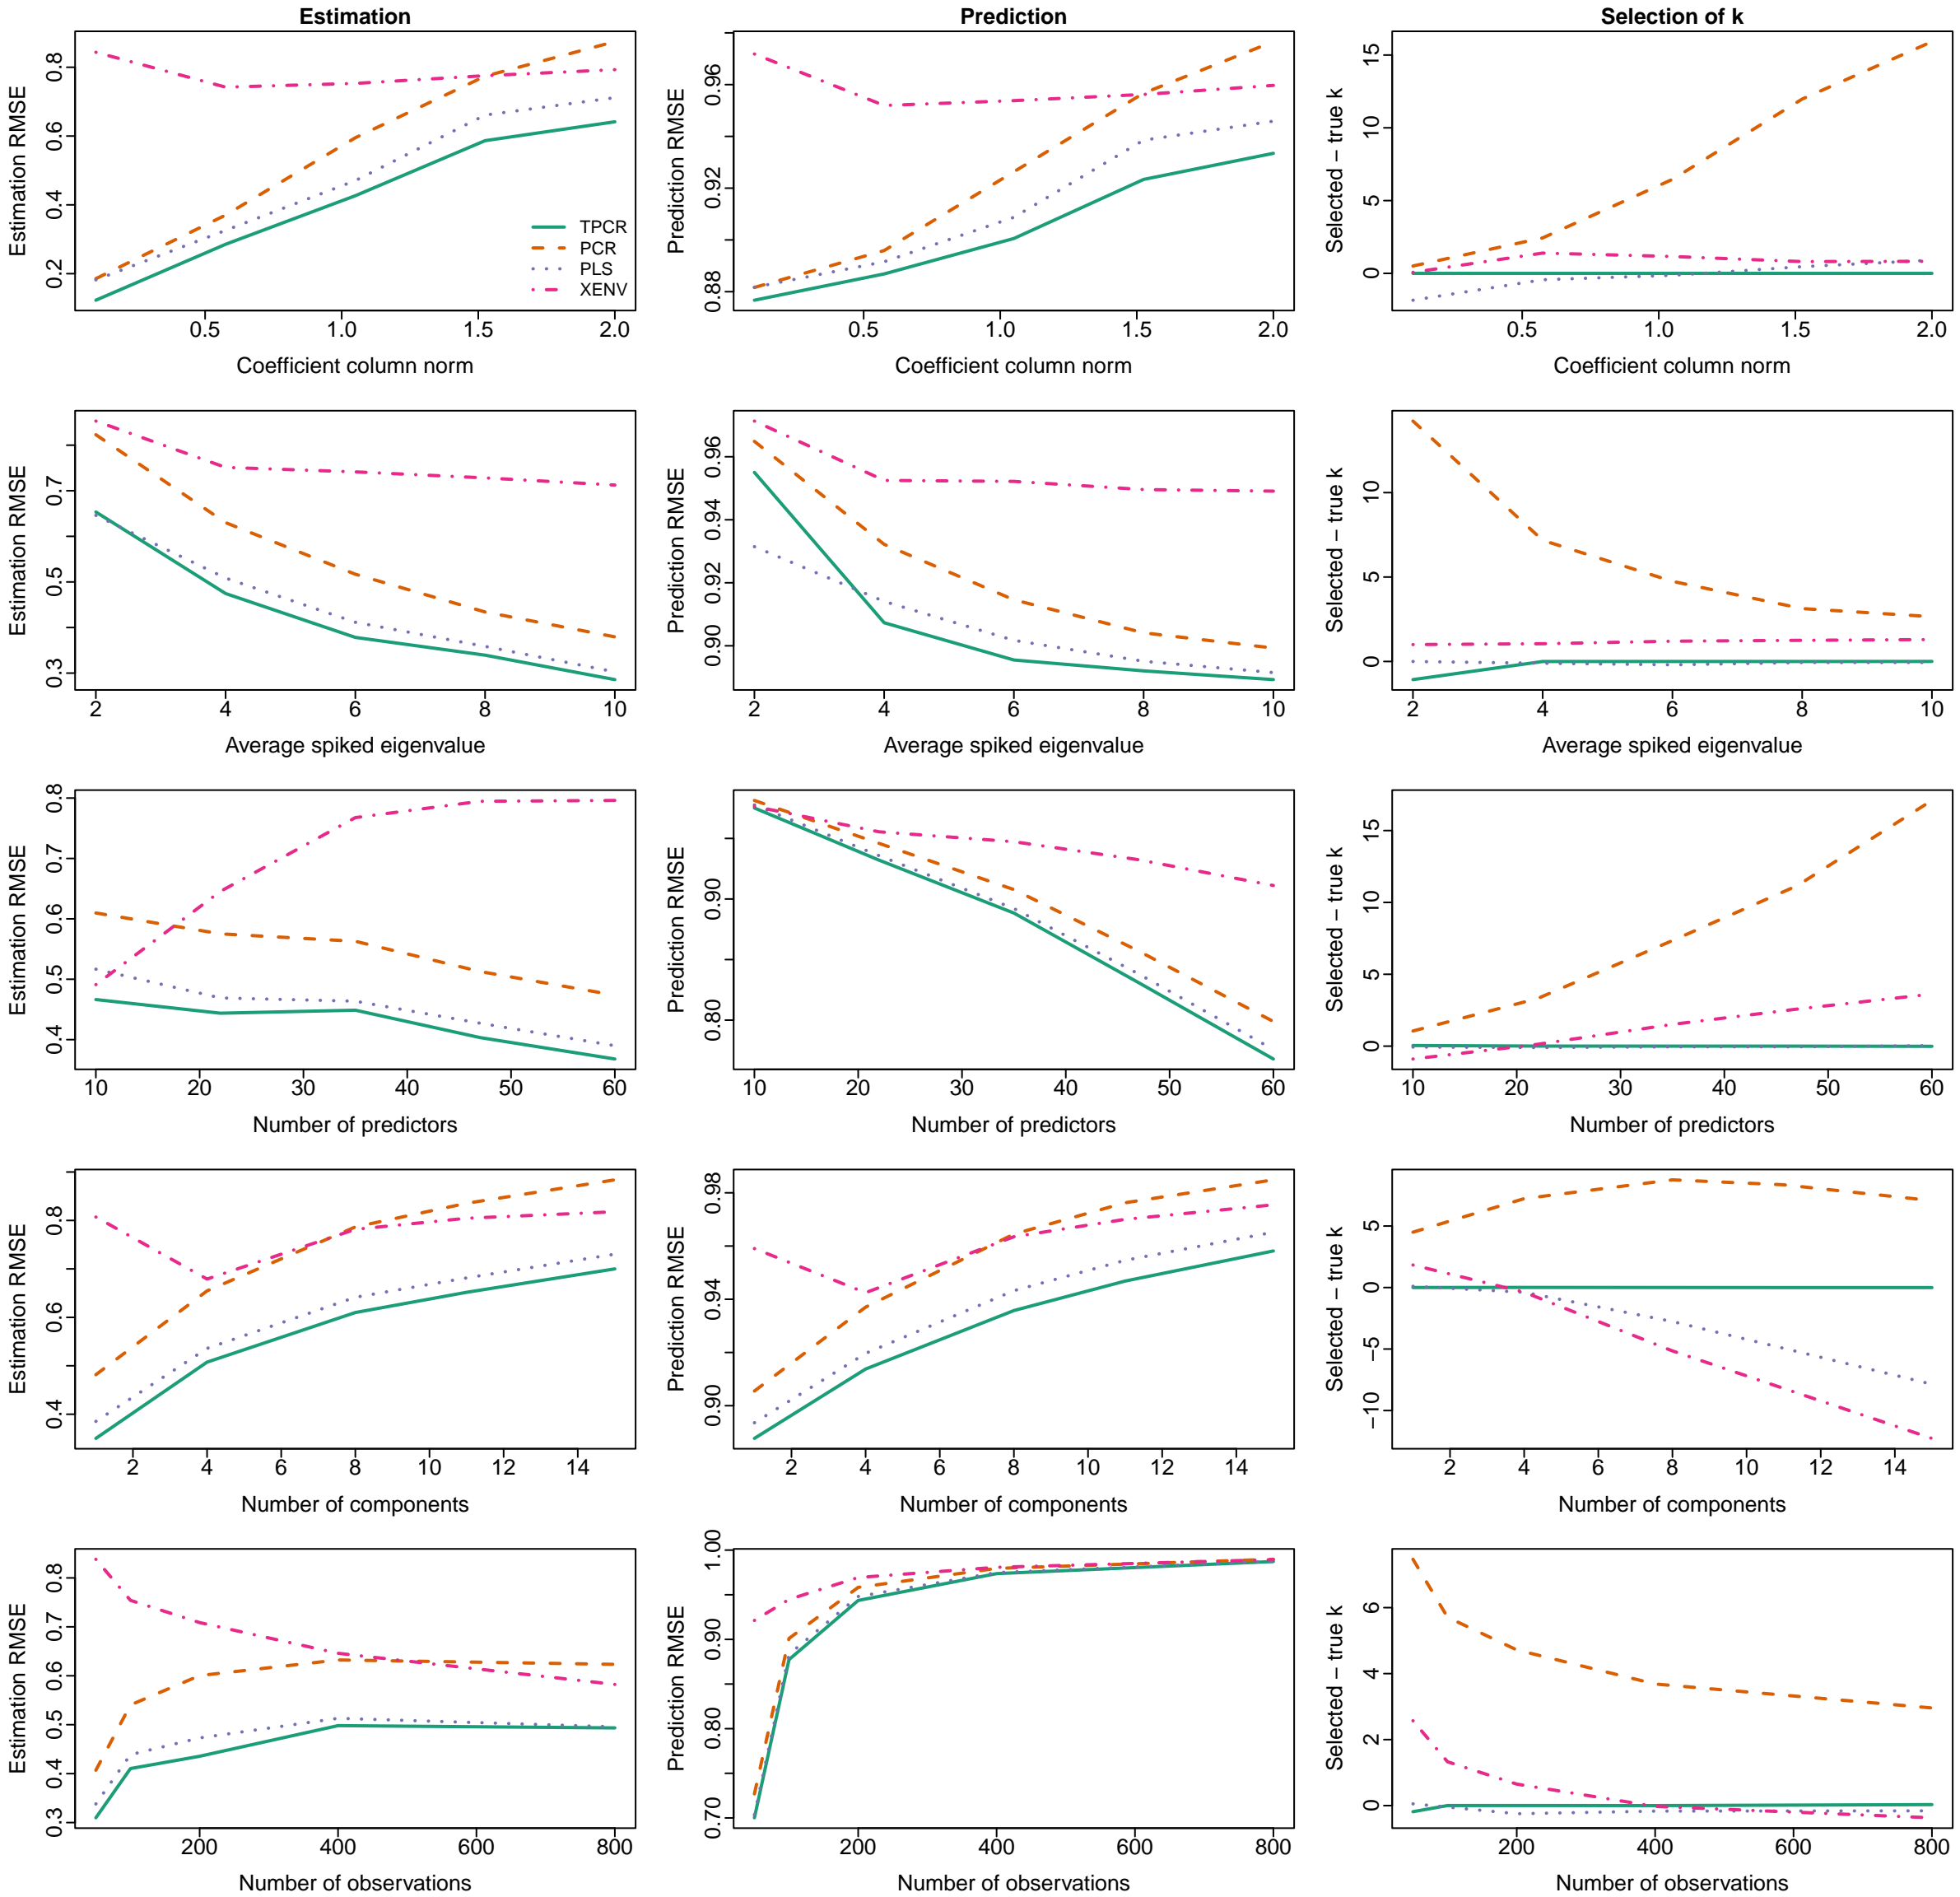 Estimation
Prediction
Selection of k
Estimation RMSE
0.2 0.4 0.6 0.8
TPCR
PCR
PLS
XENV
0.5 1.0 1.5 2.0
Coefficient column norm
Prediction RMSE
0.88 0.92 0.96
0.5 1.0 1.5 2.0
Coefficient column norm
Selected − true k
0 5 10 15
0.5 1.0 1.5 2.0
Coefficient column norm
Estimation RMSE
0.3 0.5 0.7
2 4 6 8 10
Average spiked eigenvalue
Prediction RMSE
0.90 0.92 0.94 0.96
2 4 6 8 10
Average spiked eigenvalue
Selected − true k
0 5 10
2 4 6 8 10
Average spiked eigenvalue
Estimation RMSE
0.4 0.5 0.6 0.7 0.8
10 20 30 40 50 60
Number of predictors
Prediction RMSE
0.80 0.90
10 20 30 40 50 60
Number of predictors
Selected − true k
0 5 10 15
10 20 30 40 50 60
Number of predictors
Estimation RMSE
0.4 0.6 0.8
2 4 6 8 10 12 14
Number of components
Prediction RMSE
0.90 0.94 0.98
2 4 6 8 10 12 14
Number of components
Selected − true k
−10 −5 0 5
2 4 6 8 10 12 14
Number of components
Estimation RMSE
0.3 0.4 0.5 0.6 0.7 0.8
200 400 600 800
Number of observations
Prediction RMSE
0.70 0.80 0.90 1.00
200 400 600 800
Number of observations
Selected − true k
0 2 4 6
200 400 600 800
Number of observations